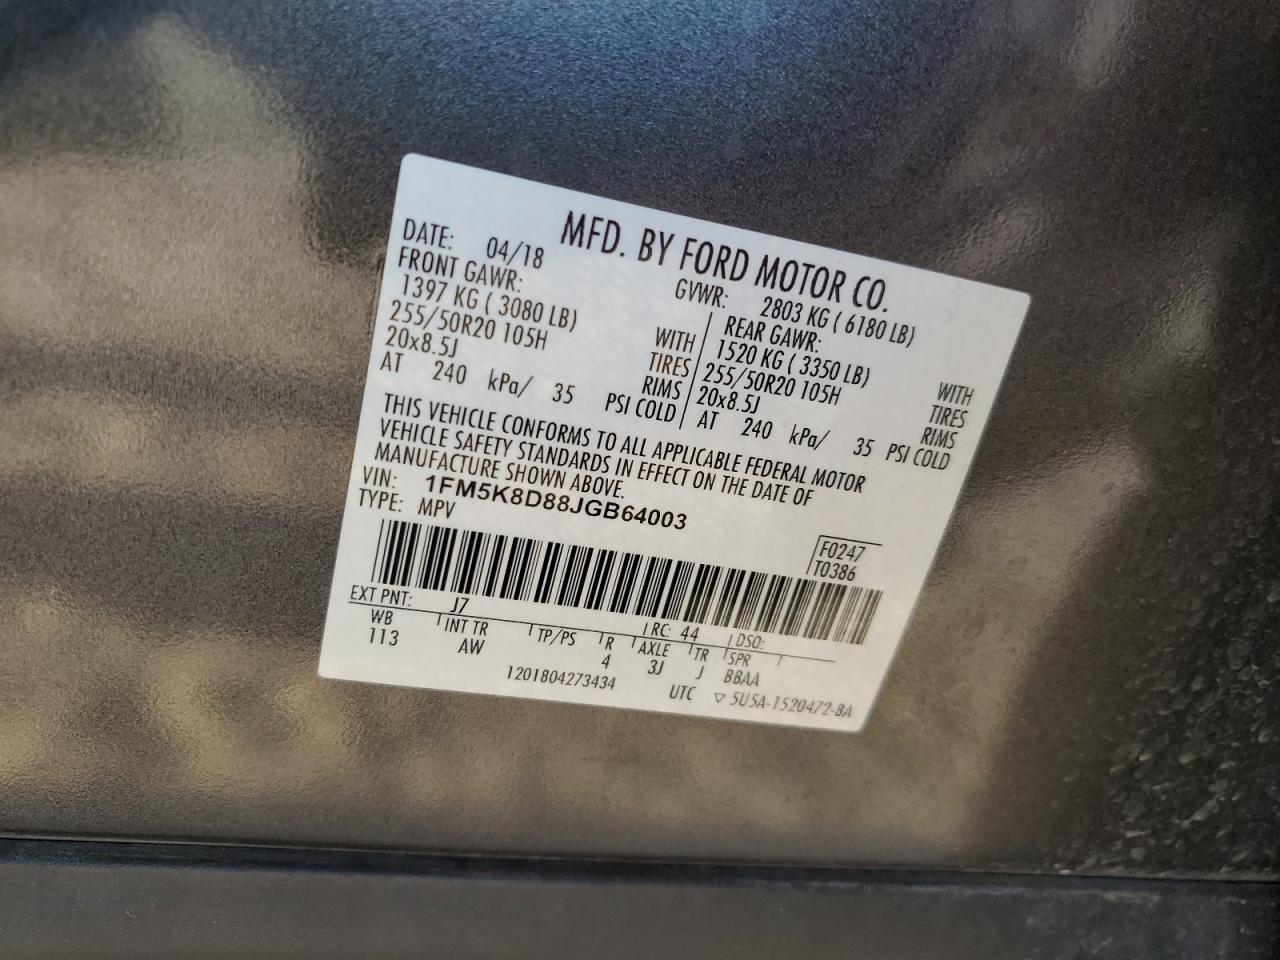 MFD. BY FORD MOTOR CO.
DATE: 04/18 GVWR: 2803 KG ( 6180 LB)
FRONT GAWR: REAR GAWR:
1397 KG ( 3080 LB) WITH 1520 KG ( 3350 LB) WITH
255/50R20 105H TIRES 255/50R20 105H TIRES
20x8.5J RIMS 20x8.5J RIMS
AT 240 kPa/ 35 PSI COLD AT 240 kPa/ 35 PSI COLD
THIS VEHICLE CONFORMS TO ALL APPLICABLE FEDERAL MOTOR
VEHICLE SAFETY STANDARDS IN EFFECT ON THE DATE OF
MANUFACTURE SHOWN ABOVE.
VIN: 1FM5K8D88JGB64003
TYPE: MPV
F0247
T0386
EXT PNT: J7 RC: 44 DSO:
WB INT TR TP/PS R AXLE TR SPR
113 AW 4 3J J BBAA
1201804273434 UTC ▽ 5U5A-1520472-BA